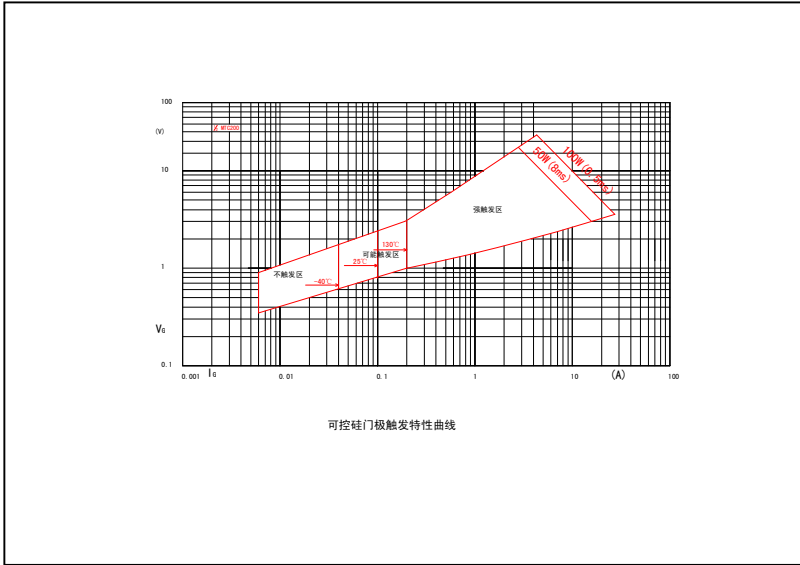 100
(V)
MTC200
10
50W(8ms)
100W(0.5ms)
强触发区
130℃
可能触发区
25℃
1
不触发区
-40℃
VG
0.1
0.001
IG
0.01
0.1
1
10
(A)
100
可控硅门极触发特性曲线